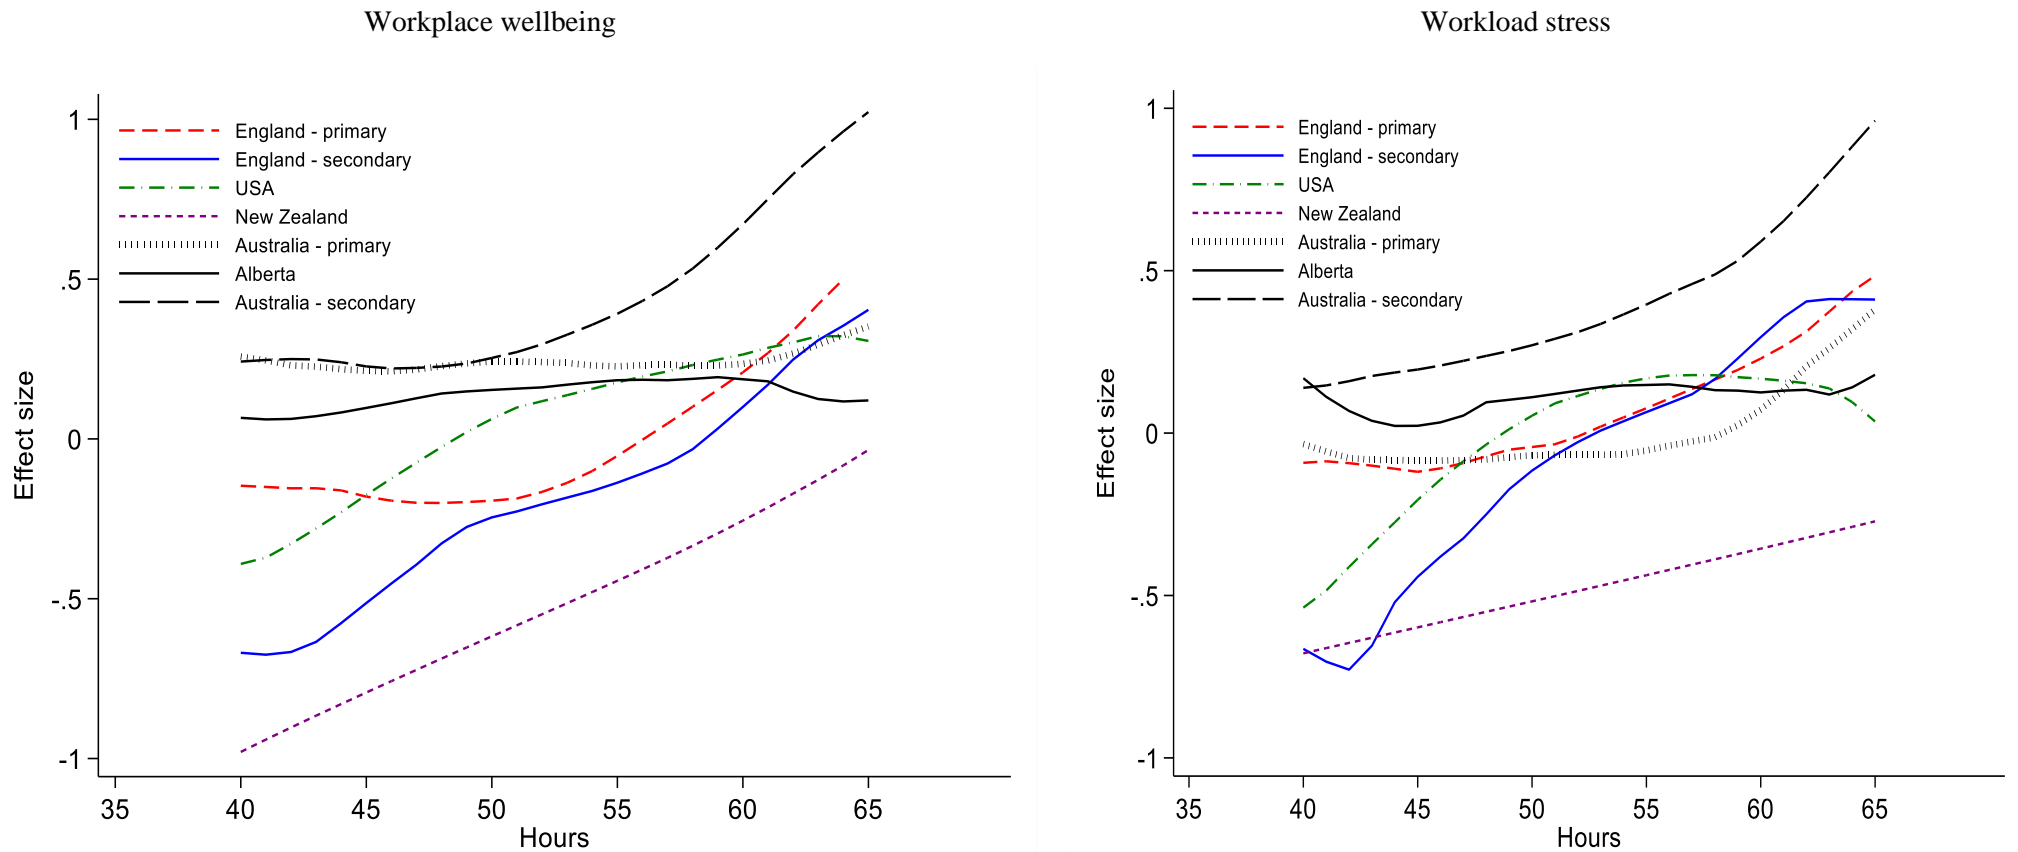 Workplace wellbeing
Effect size
1
.5
0
-.5
-1
England - primary
England - secondary
USA
New Zealand
Australia - primary
Alberta
Australia - secondary
35 40 45 50 55 60 65
Hours
Workload stress
Effect size
1
.5
0
-.5
-1
England - primary
England - secondary
USA
New Zealand
Australia - primary
Alberta
Australia - secondary
35 40 45 50 55 60 65
Hours